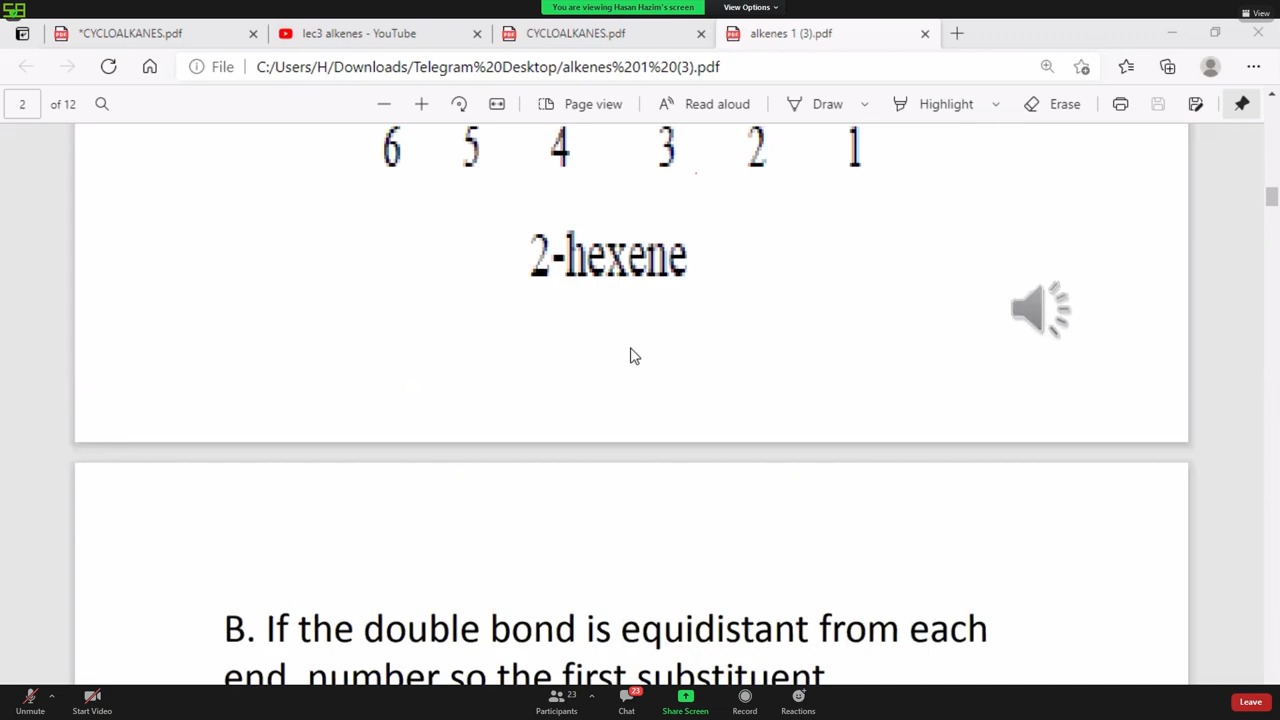 58
You are viewing Hasan Hazim's screen
View Options
View
*CYCLOALKANES.pdf
lec3 alkenes - YouTube
CYCLOALKANES.pdf
alkenes 1 (3).pdf
File
C:/Users/H/Downloads/Telegram%20Desktop/alkenes%201%20(3).pdf
2
of 12
Page view
Read aloud
Draw
Highlight
Erase
6 5 4 3 2 1
2-hexene
B. If the double bond is equidistant from each
end, number so the first substituent
Unmute
Start Video
Participants
23
Chat
23
Share Screen
Record
Reactions
Leave